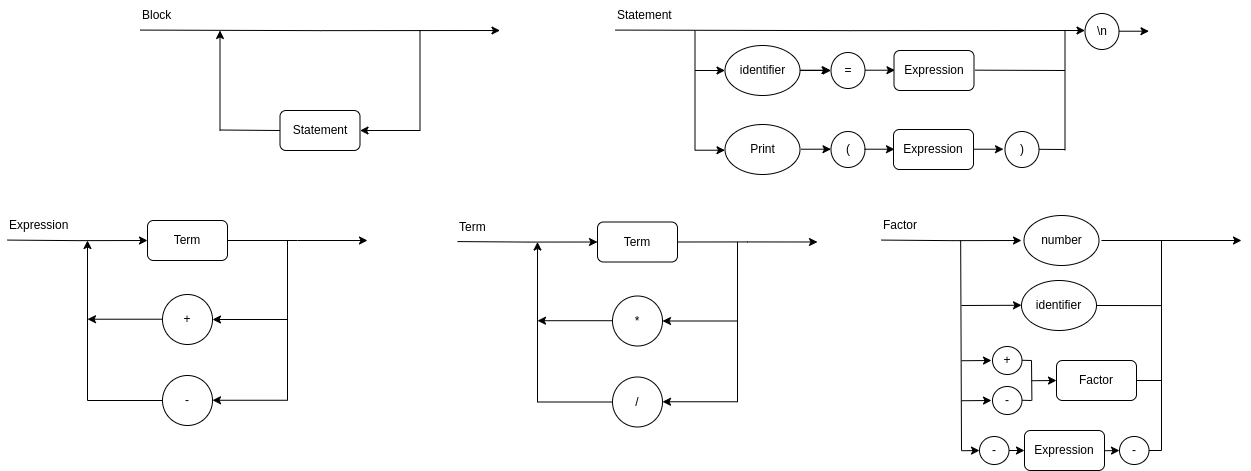 Block
Statement
Statement
\n
identifier
=
Expression
Print
(
Expression
)
Expression
Term
+
-
Term
Term
*
/
Factor
number
identifier
+
-
Factor
-
Expression
-